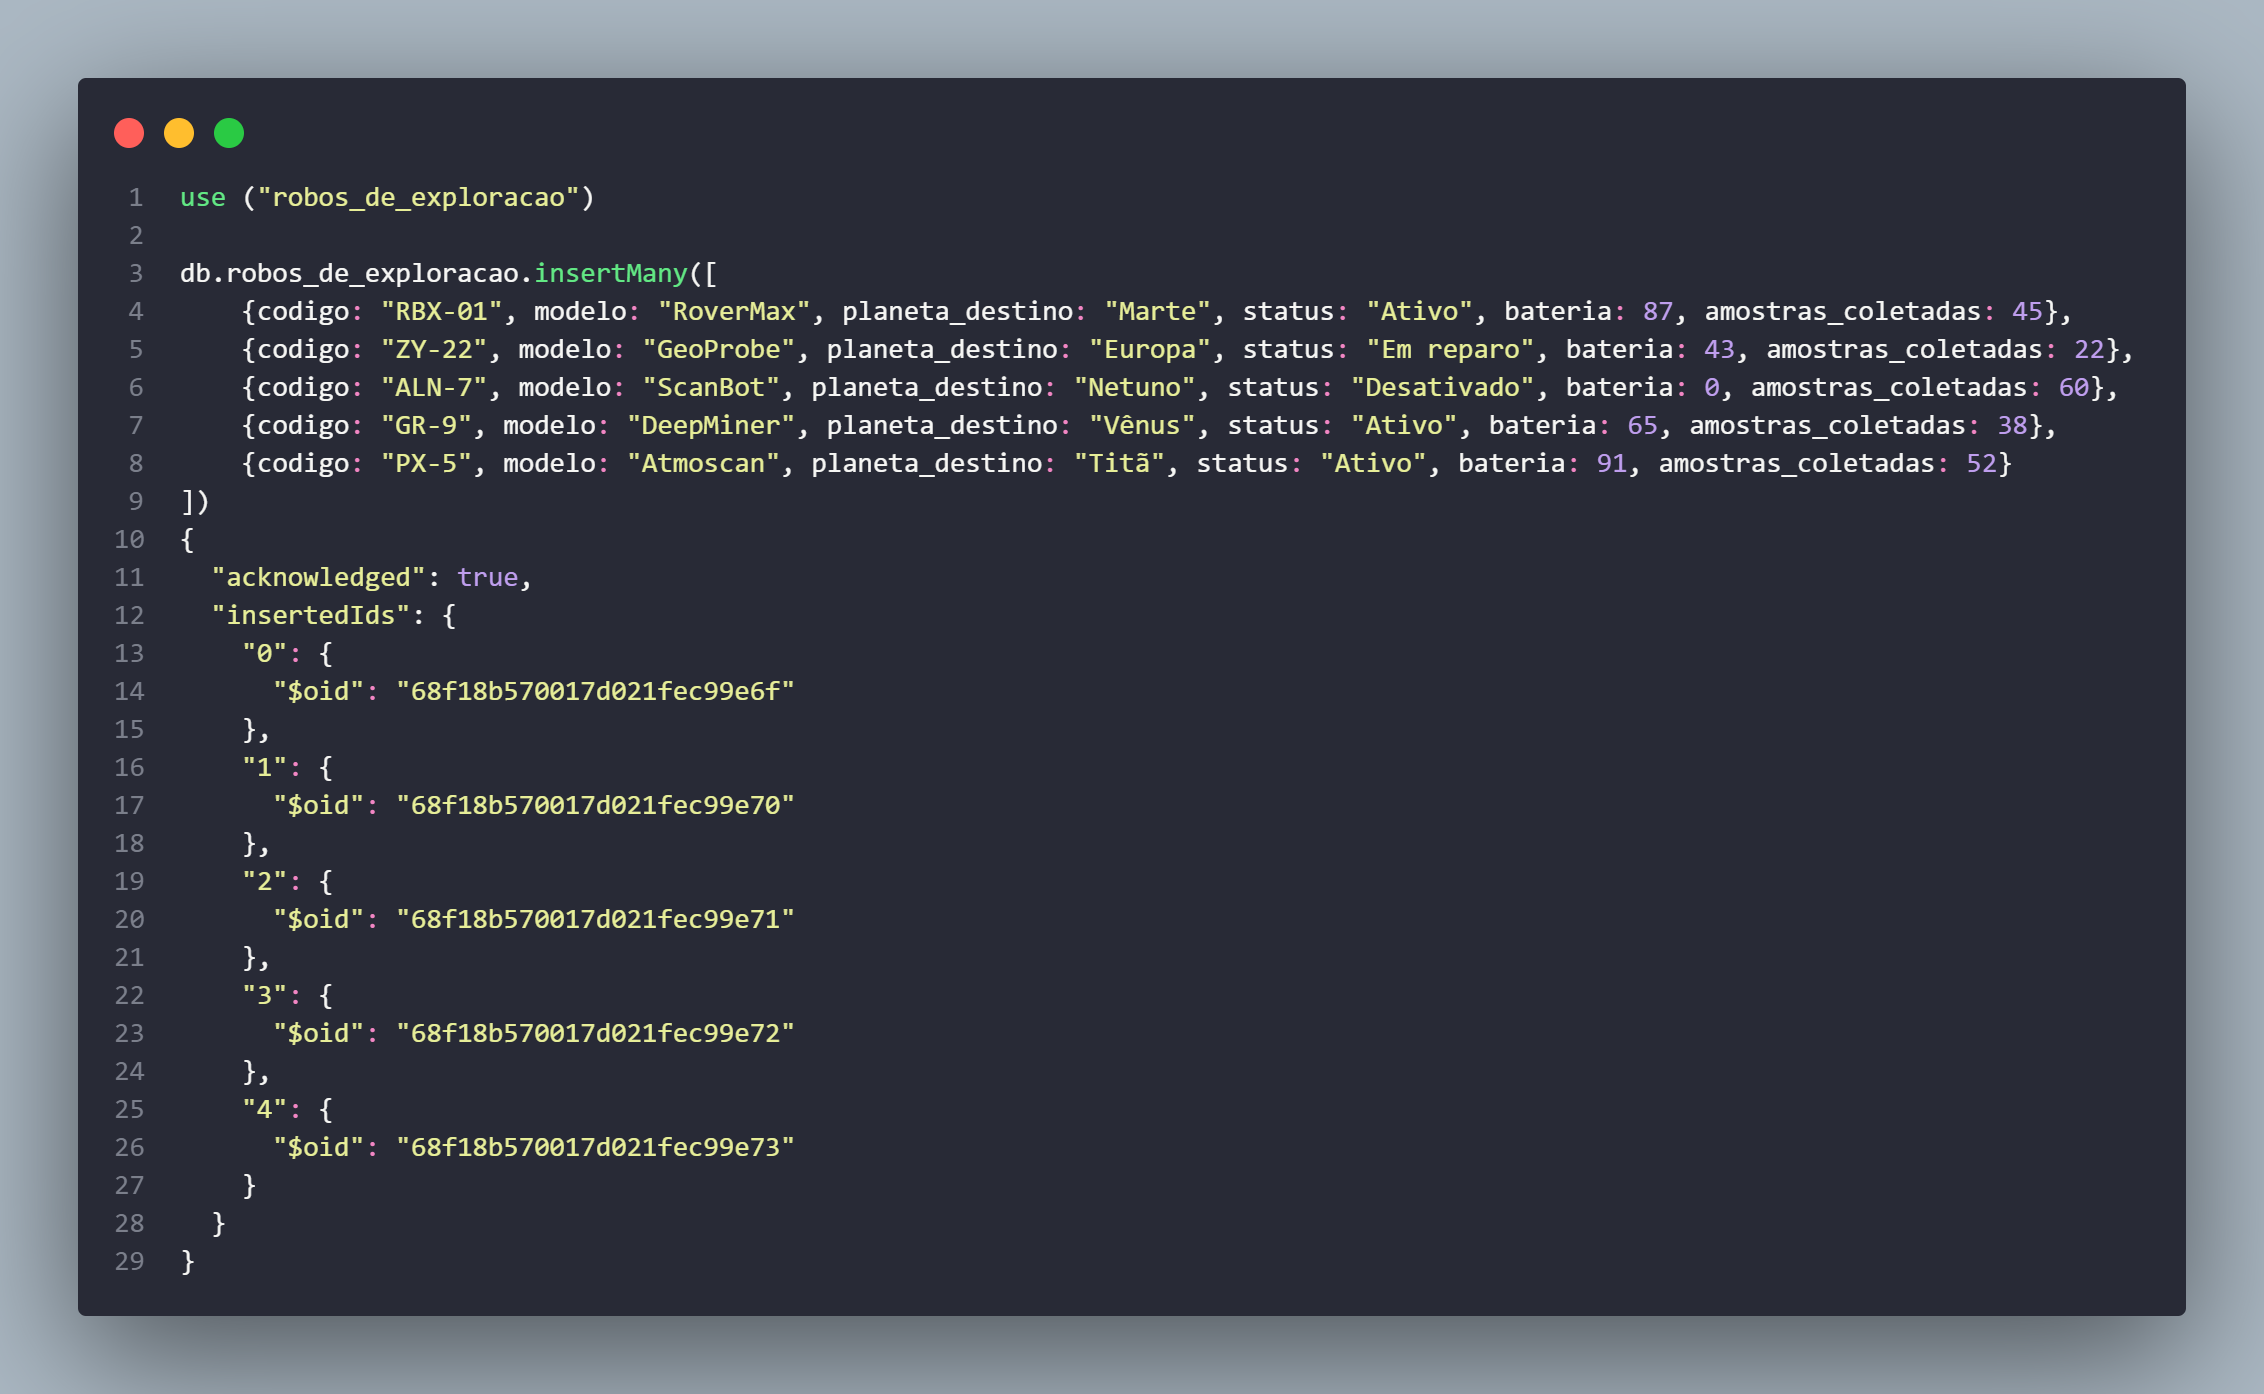 1 use ("robos_de_exploracao")
2
3 db.robos_de_exploracao.insertMany([
4     {codigo: "RBX-01", modelo: "RoverMax", planeta_destino: "Marte", status: "Ativo", bateria: 87, amostras_coletadas: 45},
5     {codigo: "ZY-22", modelo: "GeoProbe", planeta_destino: "Europa", status: "Em reparo", bateria: 43, amostras_coletadas: 22},
6     {codigo: "ALN-7", modelo: "ScanBot", planeta_destino: "Netuno", status: "Desativado", bateria: 0, amostras_coletadas: 60},
7     {codigo: "GR-9", modelo: "DeepMiner", planeta_destino: "Vênus", status: "Ativo", bateria: 65, amostras_coletadas: 38},
8     {codigo: "PX-5", modelo: "Atmoscan", planeta_destino: "Titã", status: "Ativo", bateria: 91, amostras_coletadas: 52}
9 ])
10 {
11   "acknowledged": true,
12   "insertedIds": {
13     "0": {
14       "$oid": "68f18b570017d021fec99e6f"
15     },
16     "1": {
17       "$oid": "68f18b570017d021fec99e70"
18     },
19     "2": {
20       "$oid": "68f18b570017d021fec99e71"
21     },
22     "3": {
23       "$oid": "68f18b570017d021fec99e72"
24     },
25     "4": {
26       "$oid": "68f18b570017d021fec99e73"
27     }
28   }
29 }